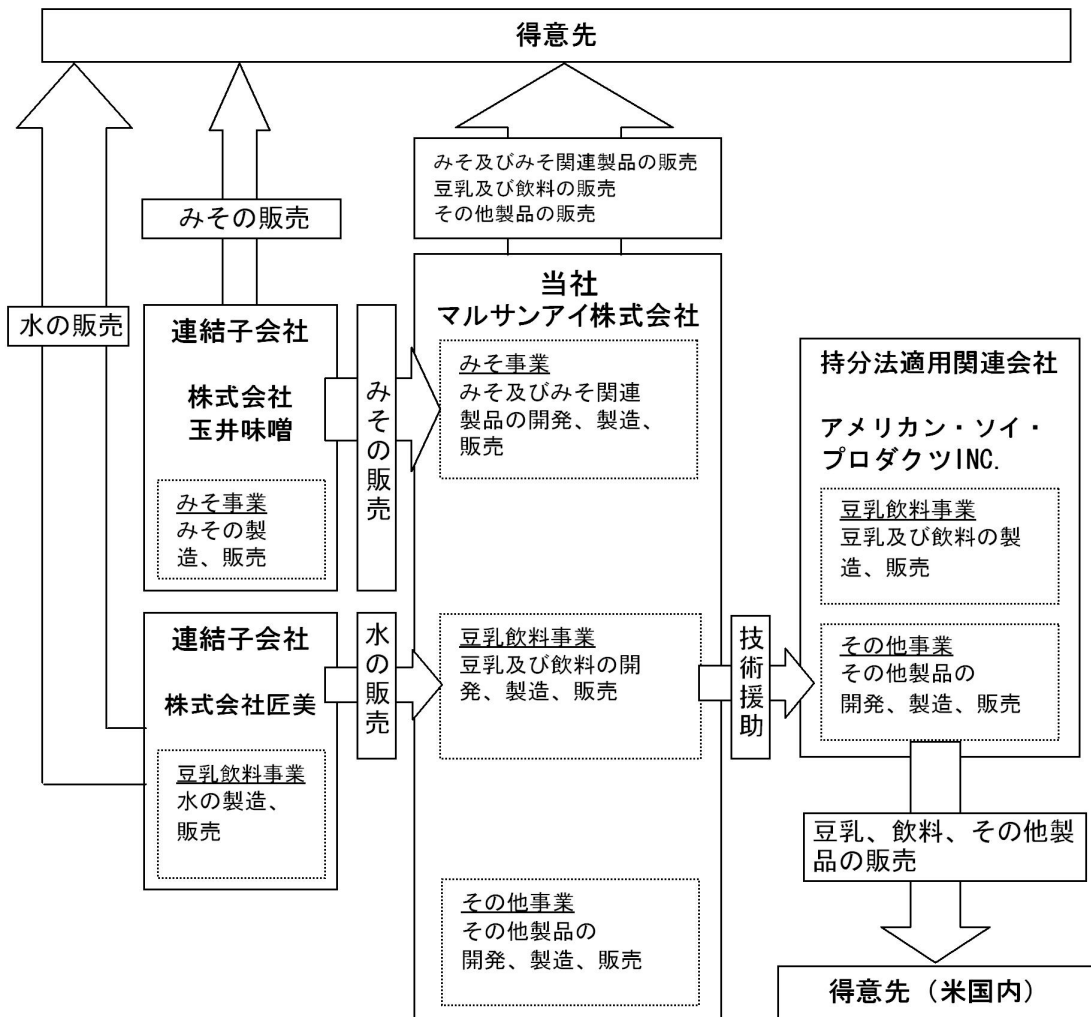 得意先
みその販売
水の販売
みそ及びみそ関連製品の販売
豆乳及び飲料の販売
その他製品の販売
連結子会社
株式会社
玉井味噌
みそ事業
みその製
造、販売
みその販売
連結子会社
株式会社匠美
豆乳飲料事業
水の製造、
販売
水の販売
当社
マルサンアイ株式会社
みそ事業
みそ及びみそ関連
製品の開発、製造、
販売
豆乳飲料事業
豆乳及び飲料の開
発、製造、販売
その他事業
その他製品の
開発、製造、販売
技術援助
持分法適用関連会社
アメリカン・ソイ・
プロダクツINC.
豆乳飲料事業
豆乳及び飲料の製
造、販売
その他事業
その他製品の
開発、製造、販売
豆乳、飲料、その他製
品の販売
得意先（米国内）